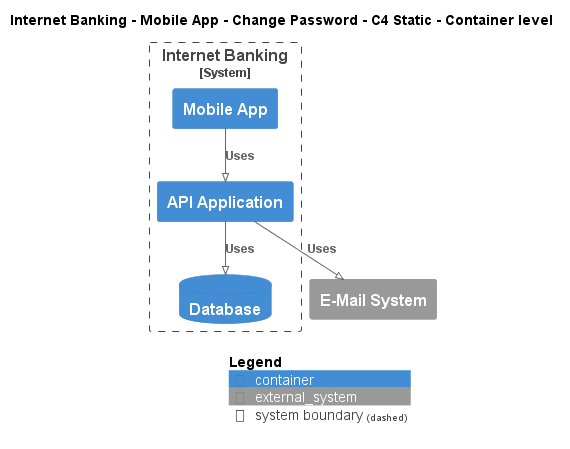 Internet Banking - Mobile App - Change Password - C4 Static - Container level
Internet Banking
[System]
Mobile App
Uses
API Application
Uses
Uses
Database
E-Mail System
Legend
container
external_system
system boundary (dashed)